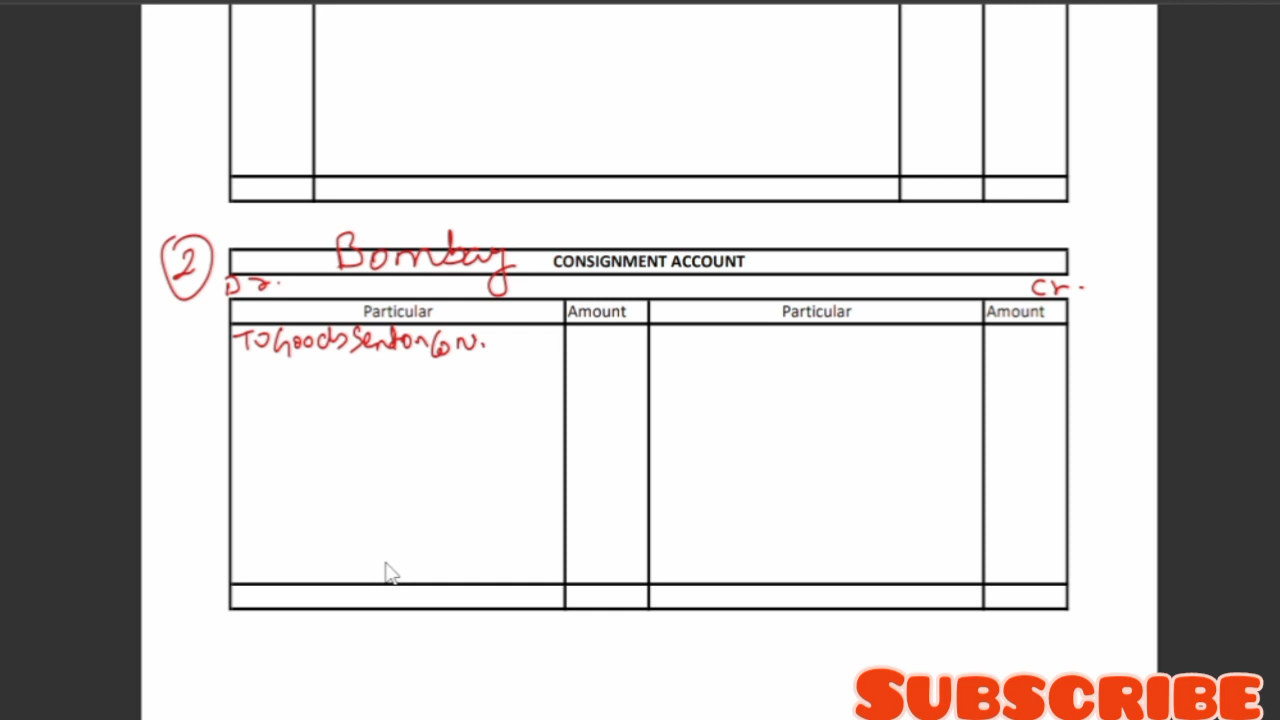 2 Bombay CONSIGNMENT ACCOUNT
Dr. Cr.
Particular Amount Particular Amount
To Goods Sent on Con.
SUBSCRIBE